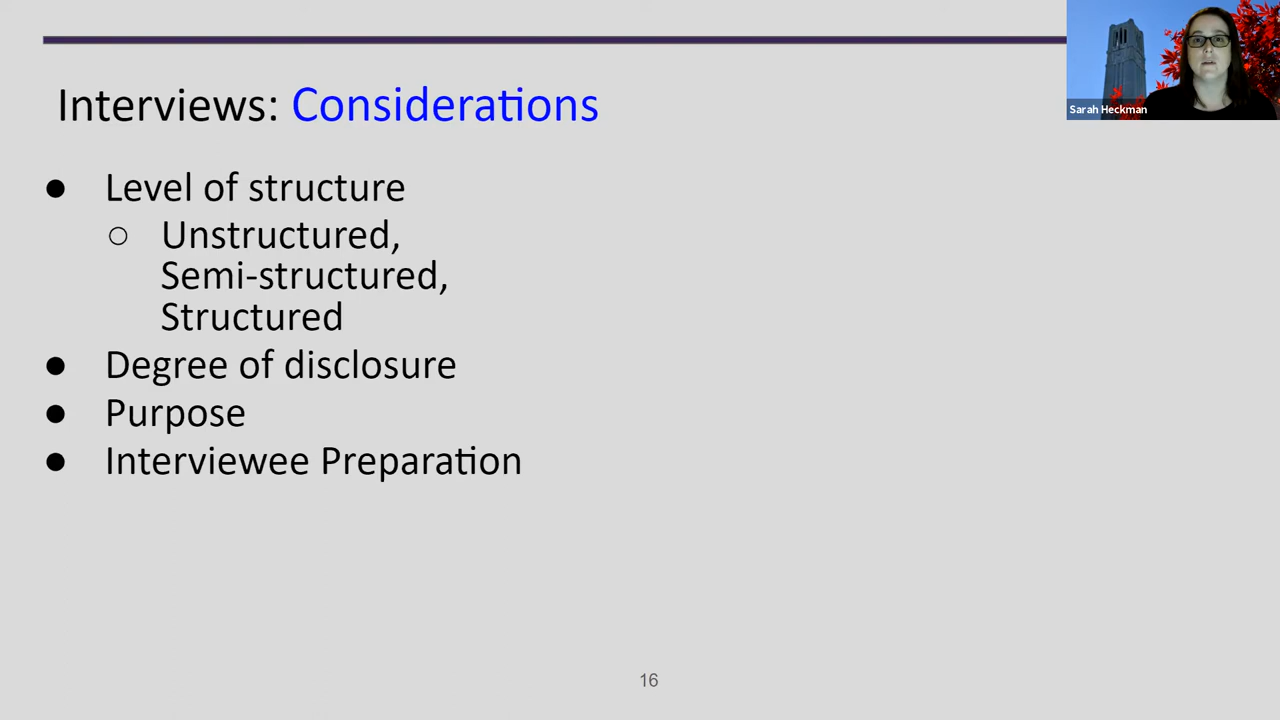 Sarah Heckman
Interviews: Considerations
● Level of structure
○ Unstructured,
Semi-structured,
Structured
● Degree of disclosure
● Purpose
● Interviewee Preparation
16